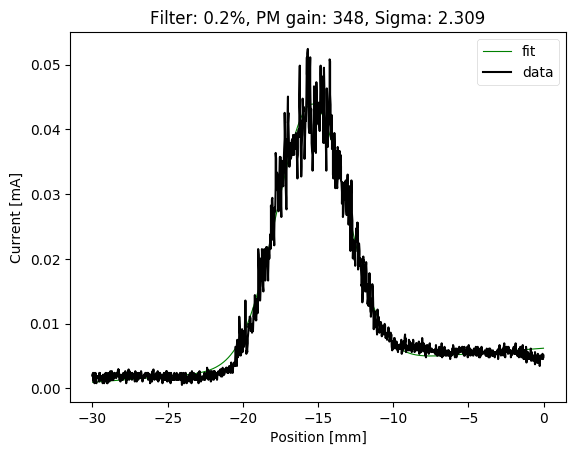 Filter: 0.2%, PM gain: 348, Sigma: 2.309
fit
data
0.05
0.04
0.03
0.02
0.01
0.00
Current [mA]
−30
−25
−20
−15
−10
−5
0
Position [mm]